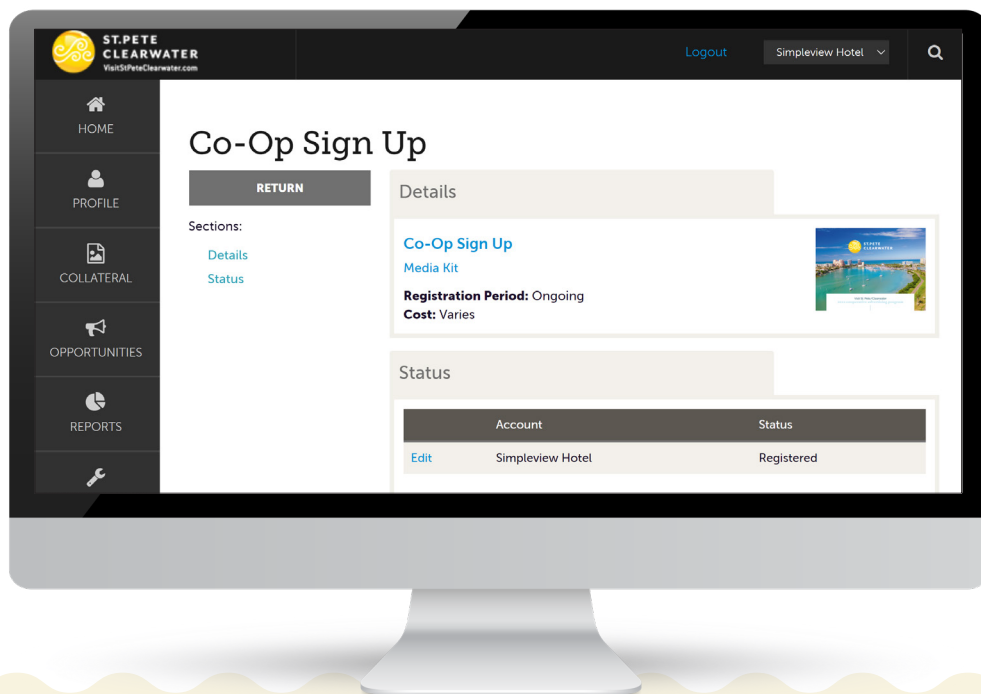 ST.PETE
CLEARWATER
VisitStPeteClearwater.com
Logout
Simpleview Hotel
HOME
PROFILE
COLLATERAL
OPPORTUNITIES
REPORTS
Co-Op Sign Up
RETURN
Sections:
Details
Status
Details
Co-Op Sign Up
Media Kit
Registration Period: Ongoing
Cost: Varies
ST.PETE
CLEARWATER
Status
Account Status
Edit Simpleview Hotel Registered